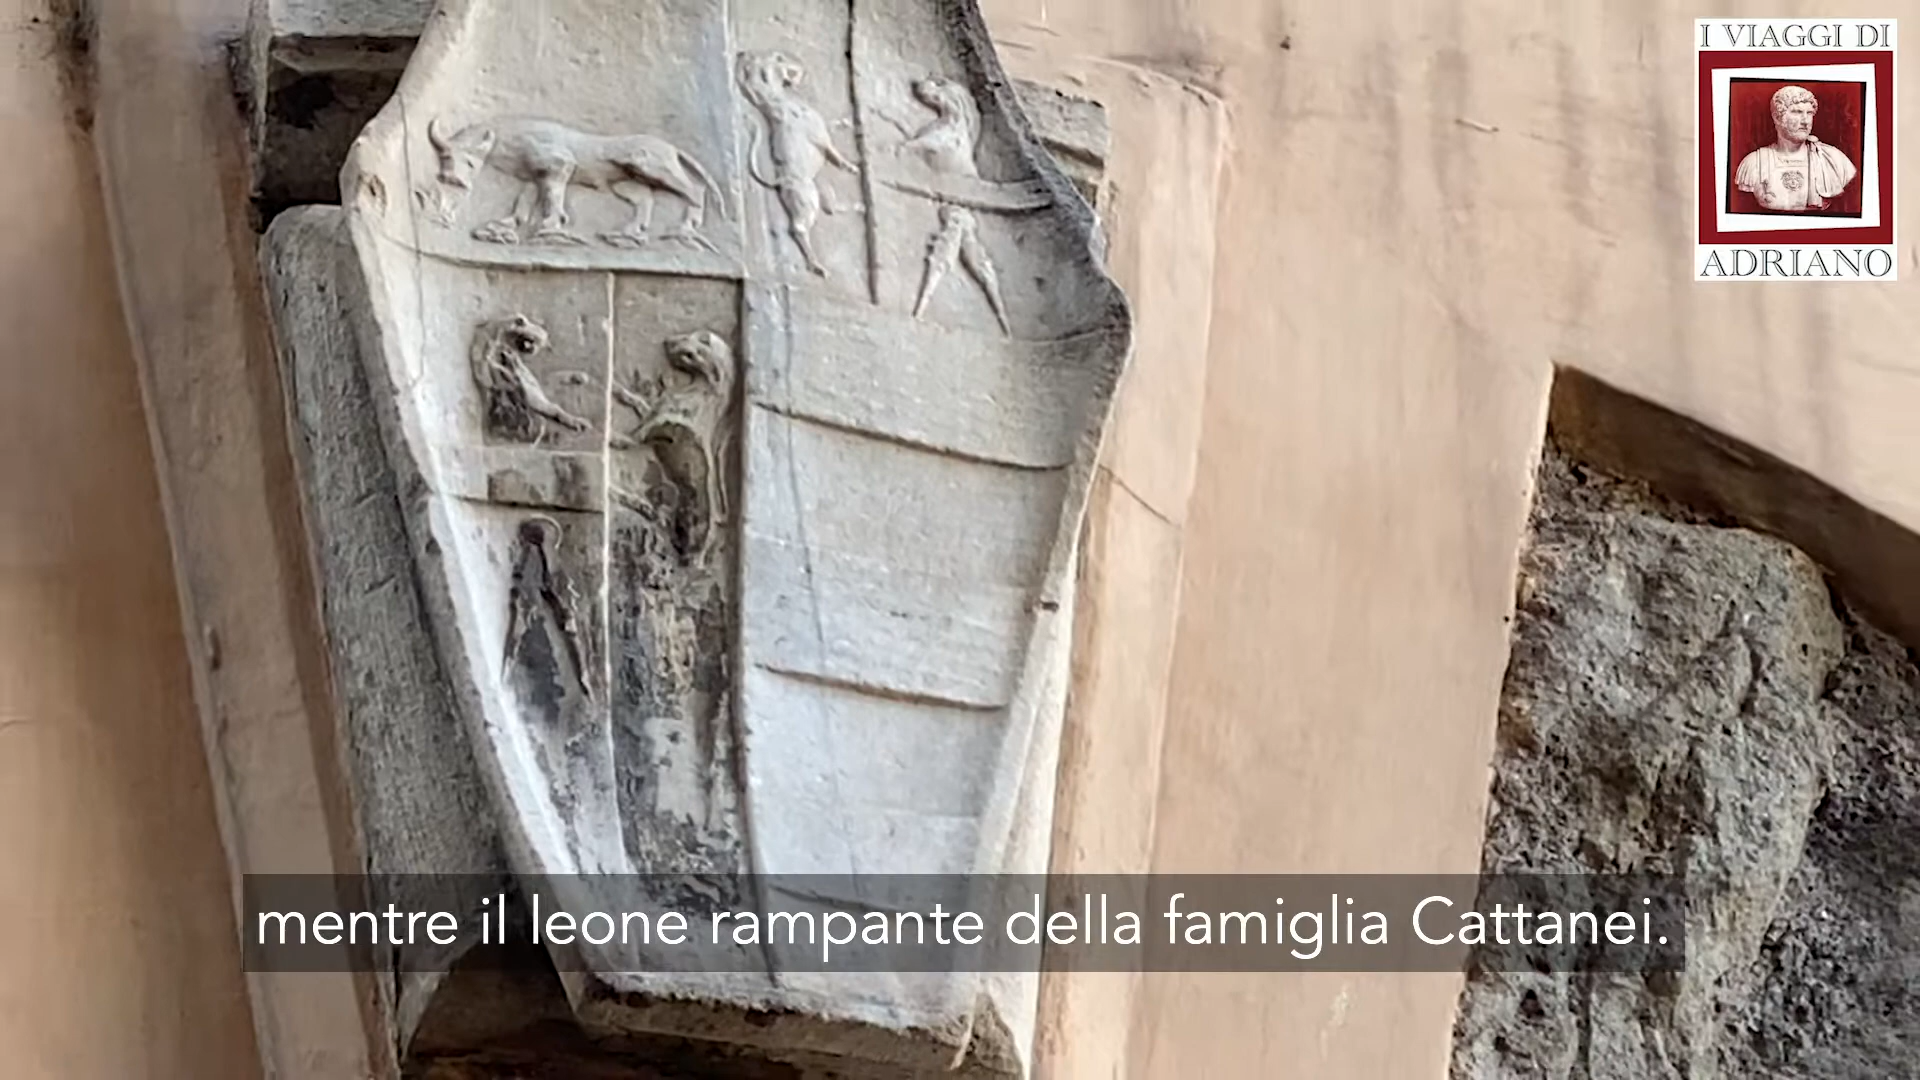 I VIAGGI DI
ADRIANO
mentre il leone rampante della famiglia Cattanei.